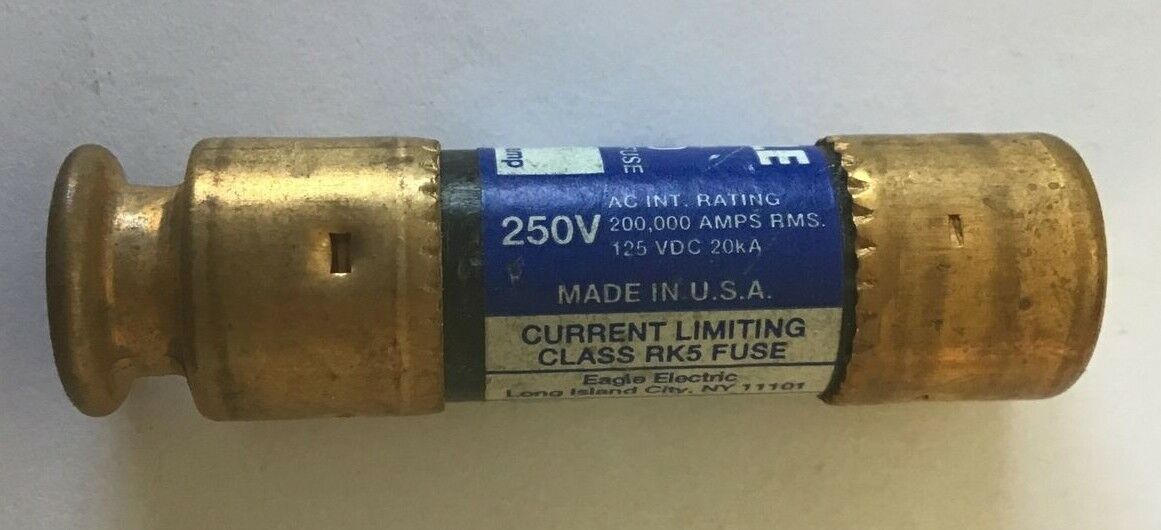 250V
AC INT. RATING
200,000 AMPS RMS.
125 VDC 20kA
MADE IN U.S.A.
CURRENT LIMITING
CLASS RK5 FUSE
Eagle Electric
Long Island City, NY 11101